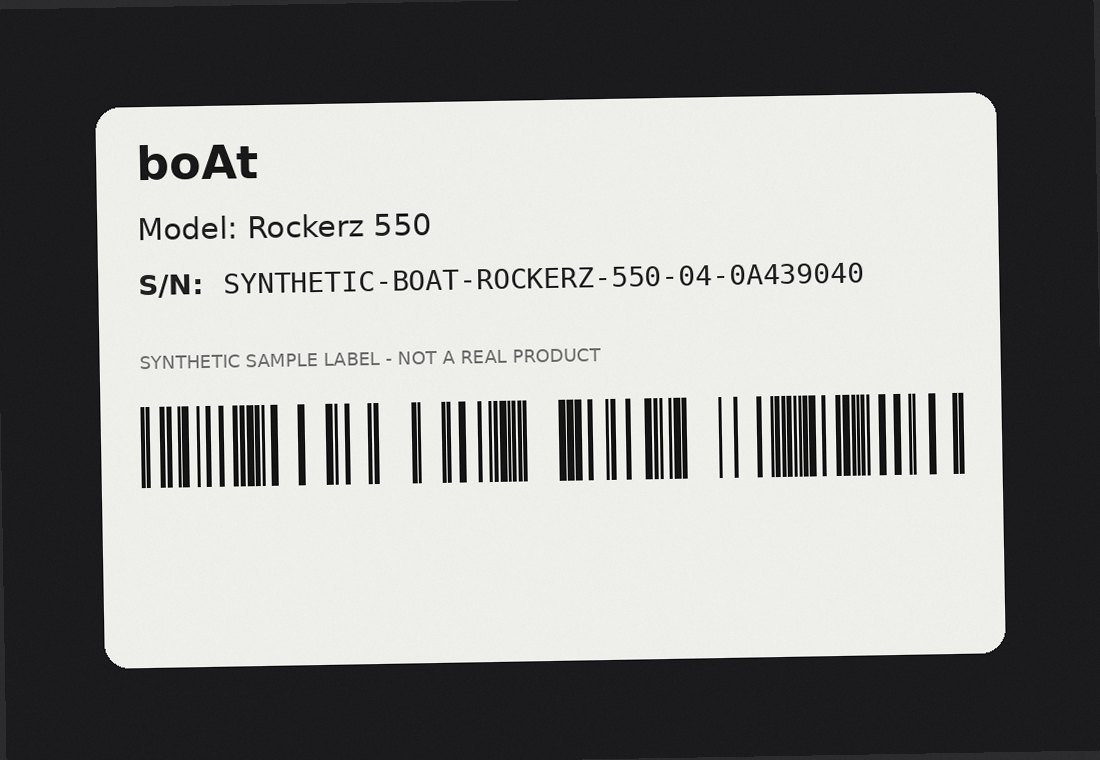 boAt
Model: Rockerz 550
S/N: SYNTHETIC-BOAT-ROCKERZ-550-04-0A439040
SYNTHETIC SAMPLE LABEL - NOT A REAL PRODUCT